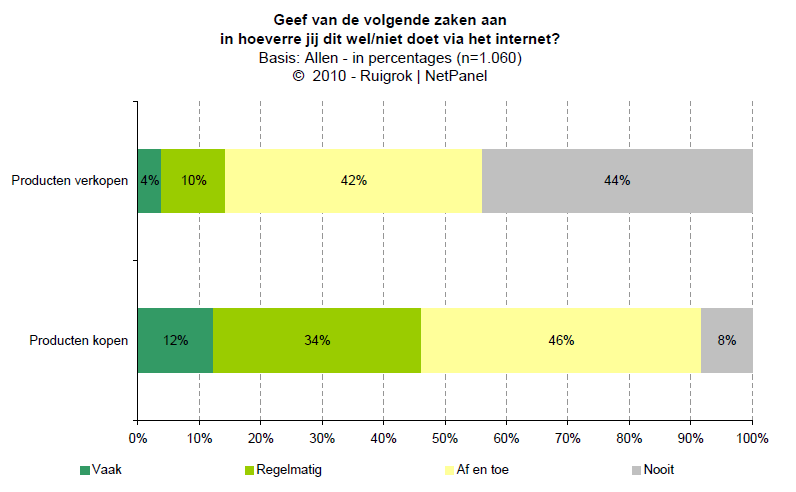 Geef van de volgende zaken aan
in hoeverre jij dit wel/niet doet via het internet?
Basis: Allen - in percentages (n=1.060)
© 2010 - Ruigrok | NetPanel
Producten verkopen 4% 10% 42% 44%
Producten kopen 12% 34% 46% 8%
0% 10% 20% 30% 40% 50% 60% 70% 80% 90% 100%
Vaak Regelmatig Af en toe Nooit